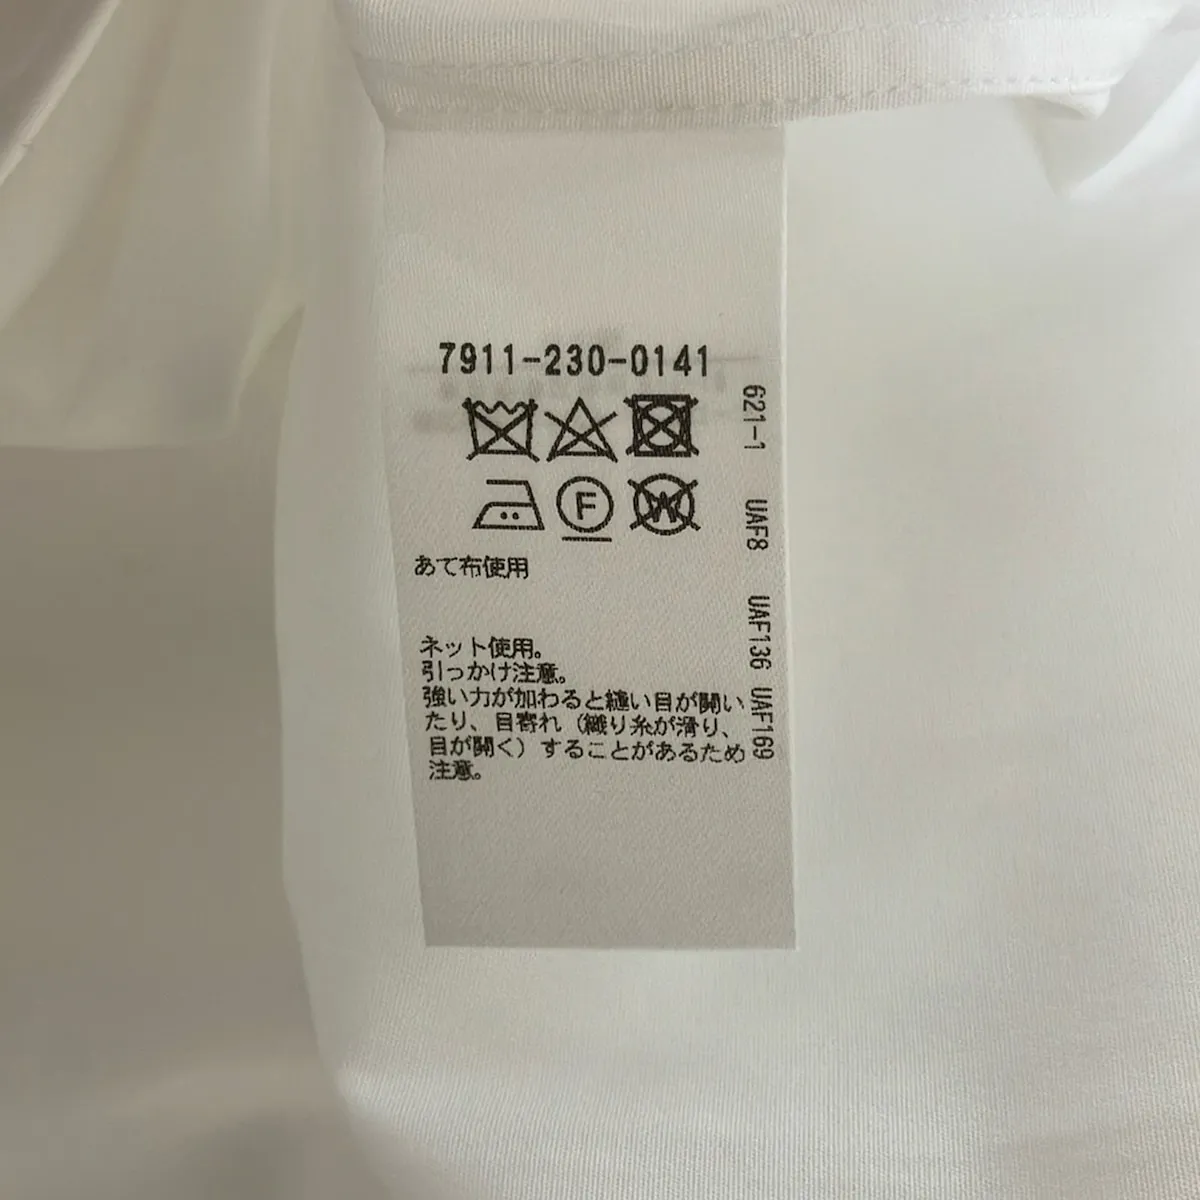 7911-230-0141
F
W
あて布使用
ネット使用。
引っかけ注意。
強い力が加わると縫い目が開い
たり、目寄れ（織り糸が滑り、
目が開く）することがあるため
注意。
621-1 UAF8 UAF136 UAF169